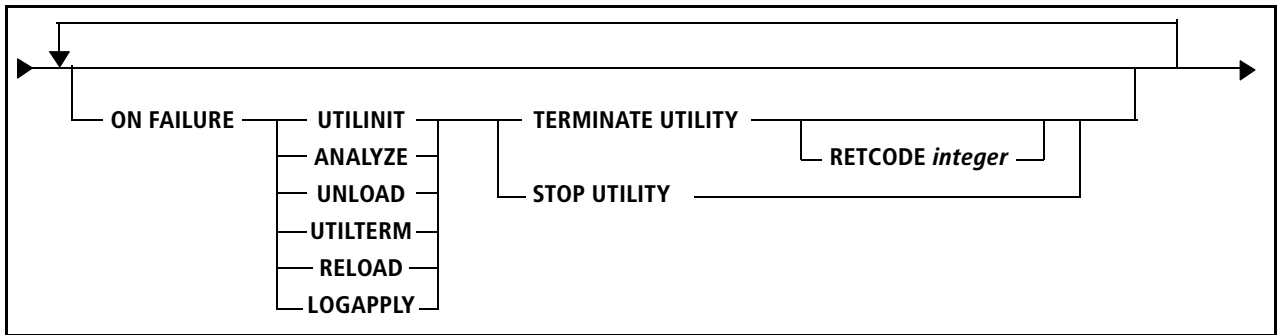 ON FAILURE UTILINIT TERMINATE UTILITY
ANALYZE RETCODE integer
UNLOAD STOP UTILITY
UTILTERM
RELOAD
LOGAPPLY